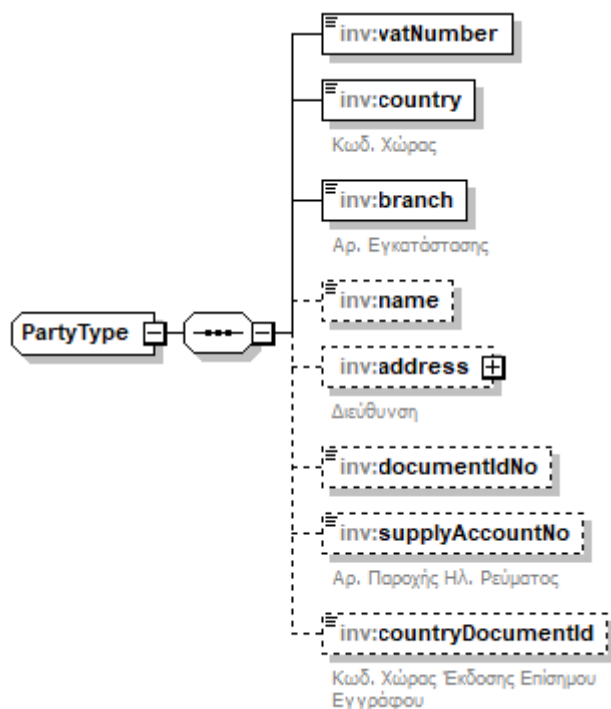 inv:vatNumber
inv:country
Κωδ. Χώρας
inv:branch
Αρ. Εγκατάστασης
inv:name
PartyType
inv:address
Διεύθυνση
inv:documentIdNo
inv:supplyAccountNo
Αρ. Παροχής Ηλ. Ρεύματος
inv:countryDocumentId
Κωδ. Χώρας Έκδοσης Επίσημου
Εγγράφου